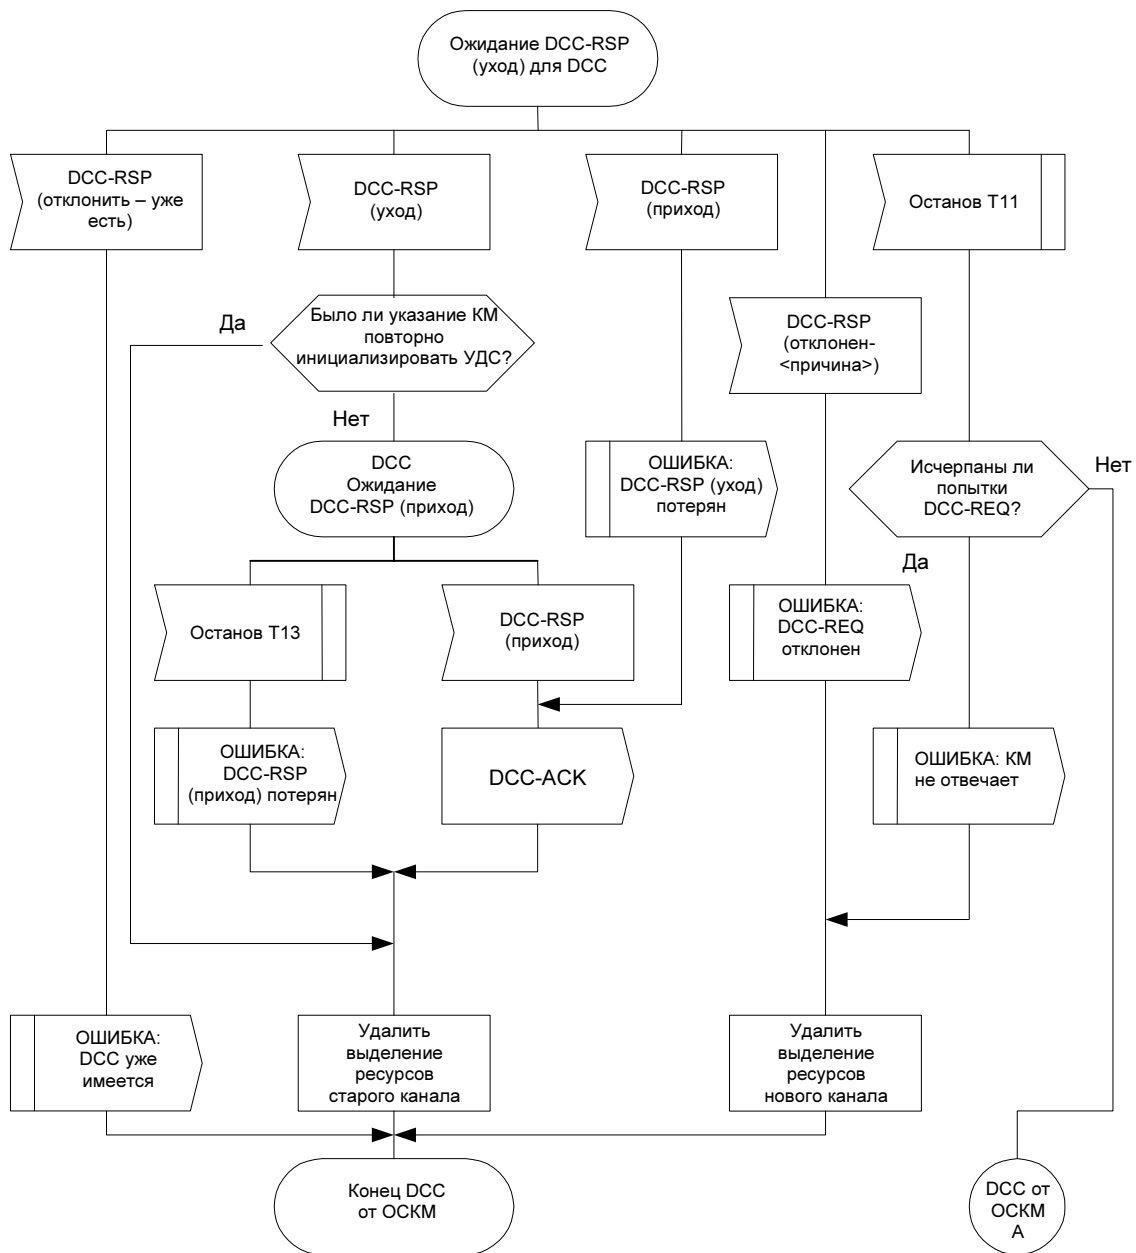 Ожидание DCC-RSP
(уход) для DCC
DCC-RSP
(отклонить – уже
есть)
DCC-RSP
(уход)
DCC-RSP
(приход)
Останов T11
Да
Было ли указание КМ
повторно
инициализировать УДС?
DCC-RSP
(отклонен-
<причина>)
Нет
DCC
Ожидание
DCC-RSP (приход)
ОШИБКА:
DCC-RSP (уход)
потерян
Исчерпаны ли
попытки
DCC-REQ?
Нет
Да
Останов T13
DCC-RSP
(приход)
ОШИБКА:
DCC-REQ
отклонен
ОШИБКА:
DCC-RSP
(приход) потерян
DCC-ACK
ОШИБКА: КМ
не отвечает
ОШИБКА:
DCC уже
имеется
Удалить
выделение
ресурсов
старого канала
Удалить
выделение
ресурсов
нового канала
Конец DCC
от ОСКМ
DCC от
ОСКМ
А